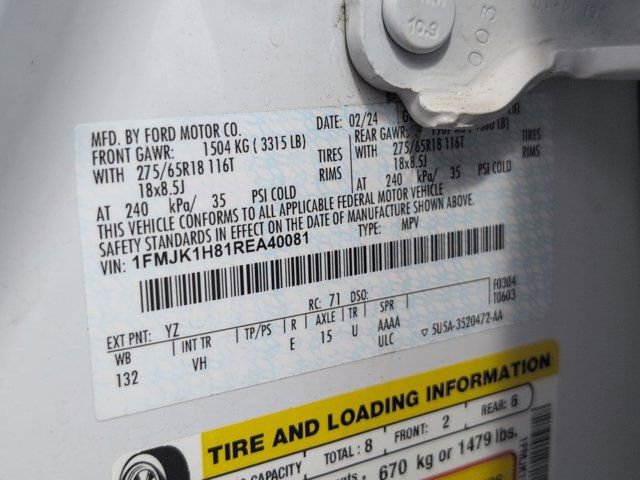 10.9
003
MFD. BY FORD MOTOR CO. DATE: 02/24
FRONT GAWR: 1504 KG ( 3315 LB) REAR GAWR:
WITH 275/65R18 116T TIRES WITH 275/65R18 116T TIRES
18x8.5J RIMS 18x8.5J RIMS
AT 240 kPa/ 35 PSI COLD AT 240 kPa/ 35 PSI COLD
THIS VEHICLE CONFORMS TO ALL APPLICABLE FEDERAL MOTOR VEHICLE
SAFETY STANDARDS IN EFFECT ON THE DATE OF MANUFACTURE SHOWN ABOVE.
VIN: 1FMJK1H81REA40081 TYPE: MPV
F0304
T0603
EXT PNT: YZ RC: 71 DSO:
WB INT TR TP/PS R AXLE TR SPR
132 VH E 15 U AAAA
ULC ▽ 5U5A-3520472-AA
TIRE AND LOADING INFORMATION
CAPACITY TOTAL: 8 FRONT: 2 REAR: 6
670 kg or 1479 lbs.